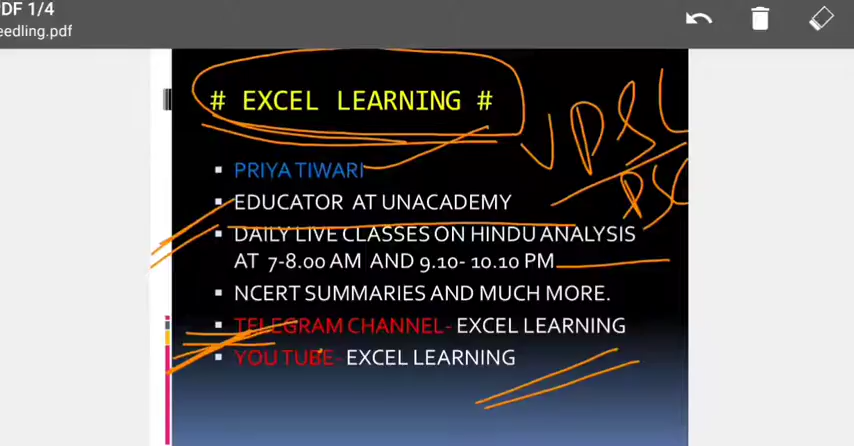 PDF 1/4
eedling.pdf
# EXCEL LEARNING #
UPSC
PSC
PRIYA TIWARI
EDUCATOR AT UNACADEMY
DAILY LIVE CLASSES ON HINDU ANALYSIS
AT 7-8.00 AM AND 9.10- 10.10 PM
NCERT SUMMARIES AND MUCH MORE.
TELEGRAM CHANNEL- EXCEL LEARNING
YOU TUBE- EXCEL LEARNING